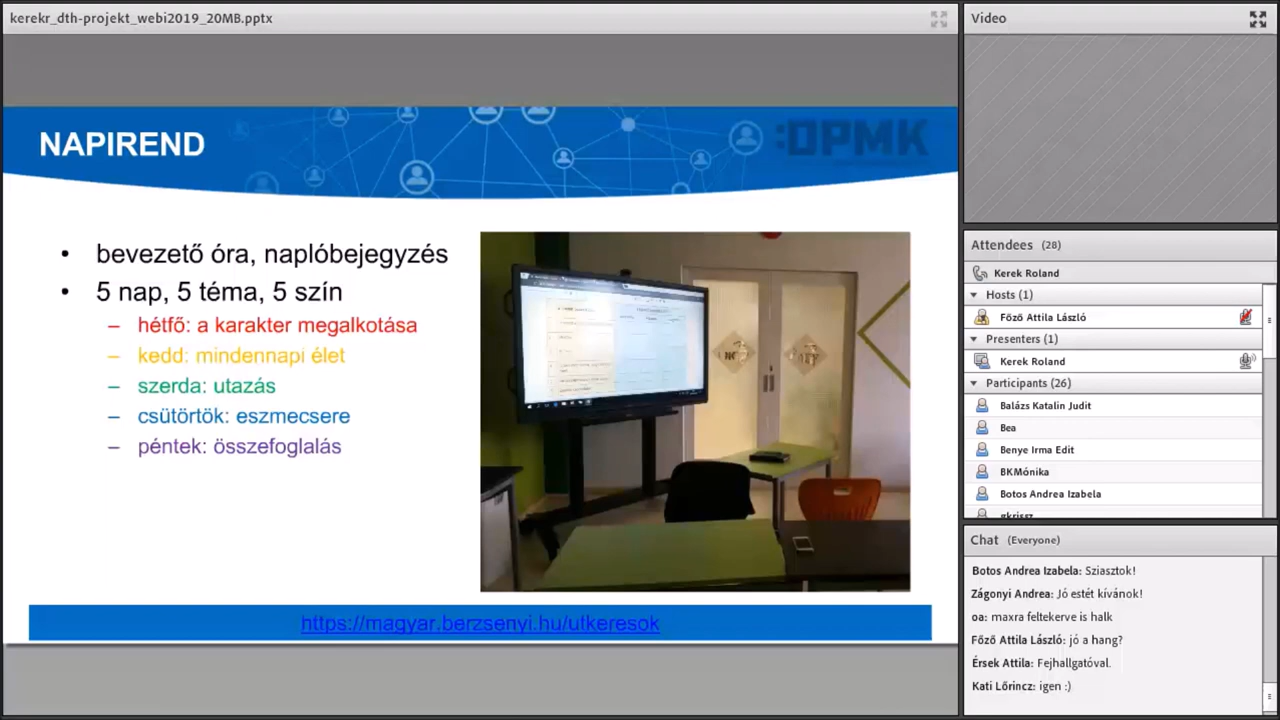 kerekr_dth-projekt_webi2019_20MB.pptx
NAPIREND
:OPMK
• bevezető óra, naplóbejegyzés
• 5 nap, 5 téma, 5 szín
– hétfő: a karakter megalkotása
– kedd: mindennapi élet
– szerda: utazás
– csütörtök: eszmecsere
– péntek: összefoglalás
https://magyar.berzsenyi.hu/utkeresok
Video
Attendees (28)
Kerek Roland
Hosts (1)
Főző Attila László
Presenters (1)
Kerek Roland
Participants (26)
Balázs Katalin Judit
Bea
Benye Irma Edit
BKMónika
Botos Andrea Izabela
gkrissz
Chat (Everyone)
Botos Andrea Izabela: Sziasztok!
Zágonyi Andrea: Jó estét kívánok!
oa: maxra feltekerve is halk
Főző Attila László: jó a hang?
Érsek Attila: Fejhallgatóval.
Kati Lőrincz: igen :)